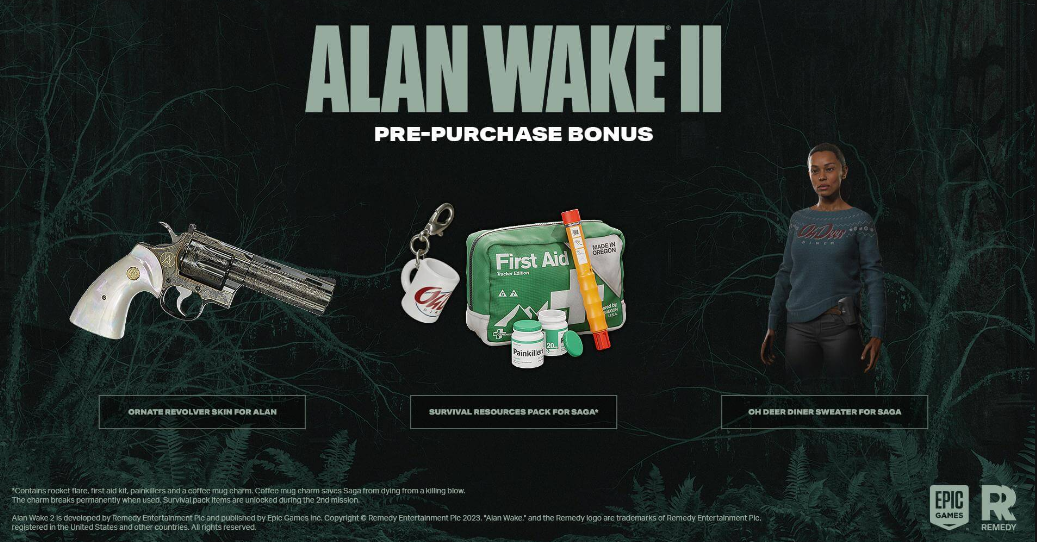 ALAN WAKE® II
PRE-PURCHASE BONUS
First Aid
Tracker Edition
MADE IN
OREGON
Painkillers
20
ORNATE REVOLVER SKIN FOR ALAN
SURVIVAL RESOURCES PACK FOR SAGA*
OH DEER DINER SWEATER FOR SAGA
*Contains rocket flare, first aid kit, painkillers and a coffee mug charm. Coffee mug charm saves Saga from dying from a killing blow.
The charm breaks permanently when used. Survival pack items are unlocked during the 2nd mission.
Alan Wake 2 is developed by Remedy Entertainment Plc and published by Epic Games Inc. Copyright © Remedy Entertainment Plc 2023. "Alan Wake." and the Remedy logo are trademarks of Remedy Entertainment Plc.
registered in the United States and other countries. All rights reserved.
EPIC
GAMES
REMEDY